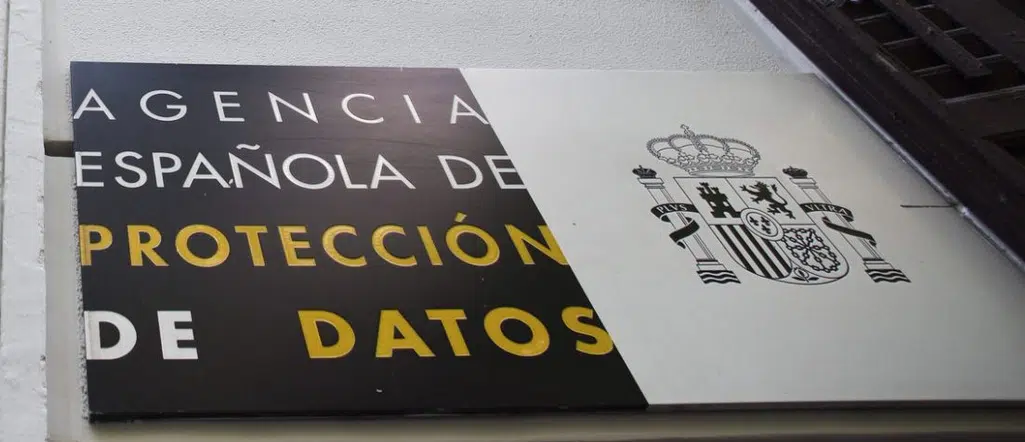 AGENCIA
ESPAÑOLA DE
PROTECCIÓN
DE DATOS
PLVS
VLTRA